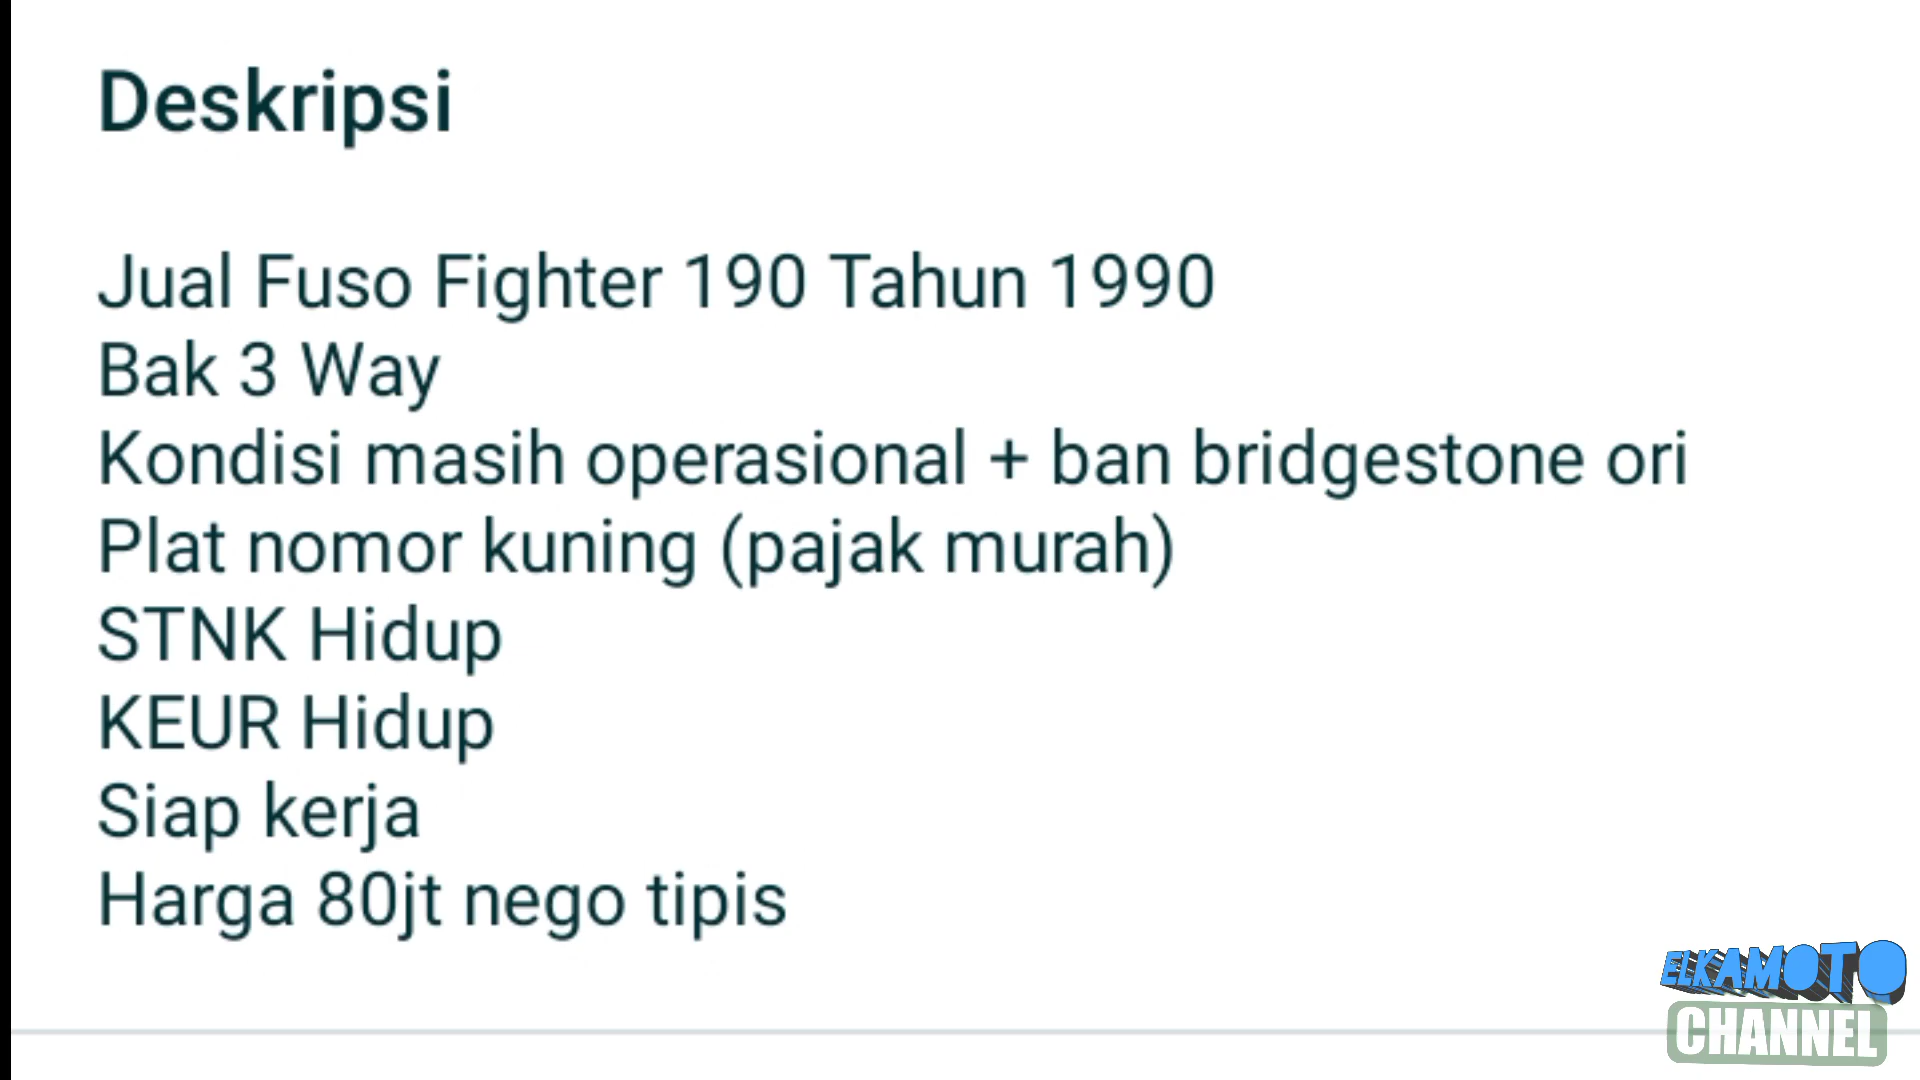 Deskripsi
Jual Fuso Fighter 190 Tahun 1990
Bak 3 Way
Kondisi masih operasional + ban bridgestone ori
Plat nomor kuning (pajak murah)
STNK Hidup
KEUR Hidup
Siap kerja
Harga 80jt nego tipis
ELKAMOTO
CHANNEL